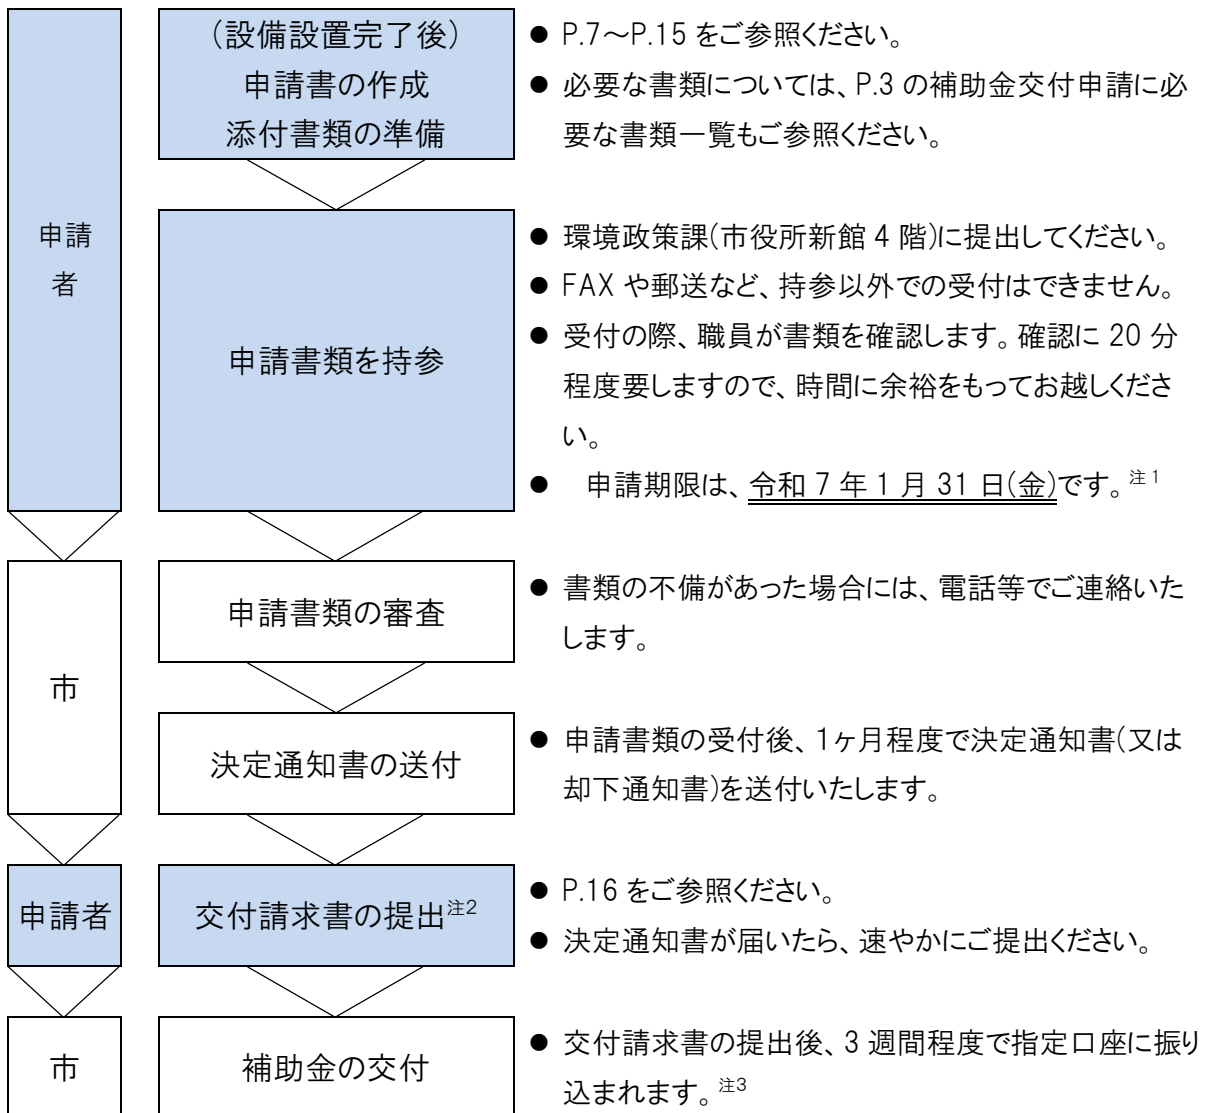 (設備設置完了後)
申請書の作成
添付書類の準備
● P.7～P.15 をご参照ください。
● 必要な書類については、P.3 の補助金交付申請に必
要な書類一覧もご参照ください。
申請
者
申請書類を持参
● 環境政策課(市役所新館 4 階)に提出してください。
● FAX や郵送など、持参以外での受付はできません。
● 受付の際、職員が書類を確認します。確認に 20 分
程度要しますので、時間に余裕をもってお越しくださ
い。
● 申請期限は、令和 7 年 1 月 31 日(金)です。注 1
市
申請書類の審査
● 書類の不備があった場合には、電話等でご連絡いた
します。
決定通知書の送付
● 申請書類の受付後、1ヶ月程度で決定通知書(又は
却下通知書)を送付いたします。
申請者
交付請求書の提出注2
● P.16 をご参照ください。
● 決定通知書が届いたら、速やかにご提出ください。
市
補助金の交付
● 交付請求書の提出後、3 週間程度で指定口座に振り
込まれます。注3